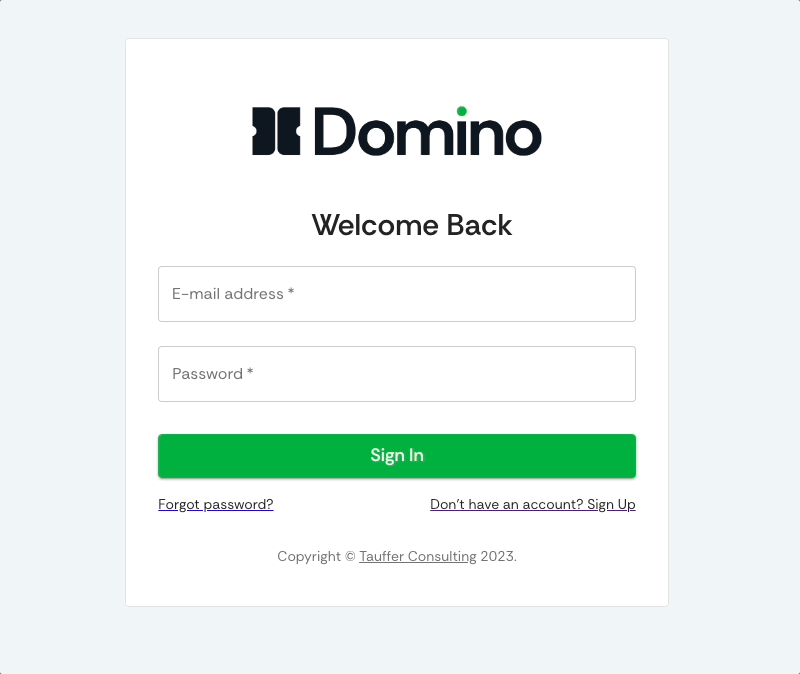 Domino
Welcome Back
E-mail address *
Password *
Sign In
Forgot password?
Don't have an account? Sign Up
Copyright © Tauffer Consulting 2023.